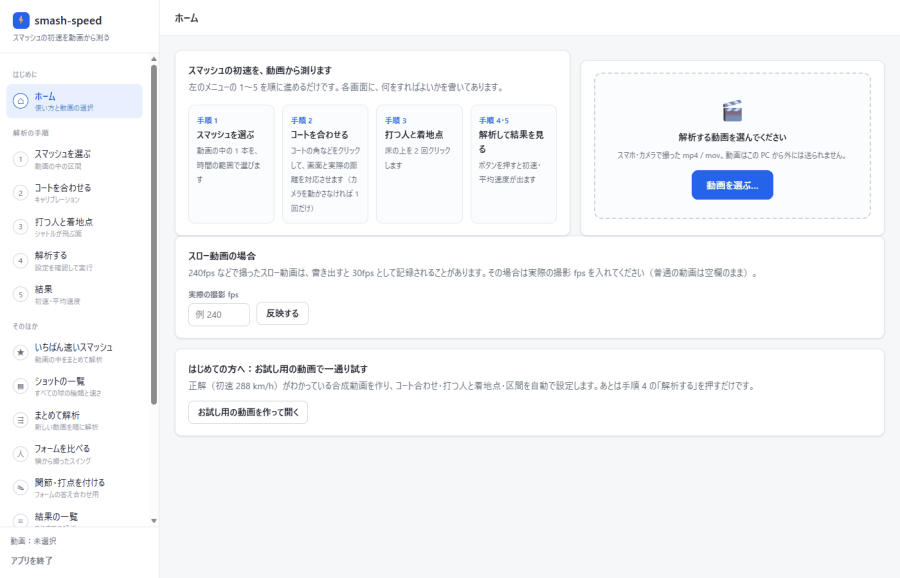 smash-speed
スマッシュの初速を動画から測る
はじめに
ホーム
使い方と動画の選択
解析の手順
1
スマッシュを選ぶ
動画の中の区間
2
コートを合わせる
キャリブレーション
3
打つ人と着地点
シャトルが飛ぶ面
4
解析する
設定を確認して実行
5
結果
初速・平均速度
そのほか
いちばん速いスマッシュ
動画の中をまとめて解析
ショットの一覧
すべての球の種類と速さ
まとめて解析
新しい動画を順に解析
フォームを比べる
横から撮ったスイング
関節・打点を付ける
フォームの答え合わせ用
結果の一覧
動画：未選択
アプリを終了
ホーム
スマッシュの初速を、動画から測ります
左のメニューの 1～5 を順に進めるだけです。各画面に、何をすればよいかを書いてあります。
手順 1
スマッシュを選ぶ
動画の中の 1 本を、
時間の範囲で選びま
す
手順 2
コートを合わせる
コートの角などをクリック
して、画面と実際の距
離を対応させます（カ
メラを動かさなければ 1
回だけ）
手順 3
打つ人と着地点
床の上を 2 回クリック
します
手順 4・5
解析して結果を見
る
ボタンを押すと初速・
平均速度が出ます
解析する動画を選んでください
スマホ・カメラで撮った mp4 / mov。動画はこの PC から外には送られません。
動画を選ぶ...
スロー動画の場合
240fps などで撮ったスロー動画は、書き出すと 30fps として記録されることがあります。その場合は実際の撮影 fps を入れてください（普通の動画は空欄のまま）。
実際の撮影 fps
例 240
反映する
はじめての方へ：お試し用の動画で一通り試す
正解（初速 288 km/h）がわかっている合成動画を作り、コート合わせ・打つ人と着地点・区間を自動で設定します。あとは手順 4 の「解析する」を押すだけです。
お試し用の動画を作って開く